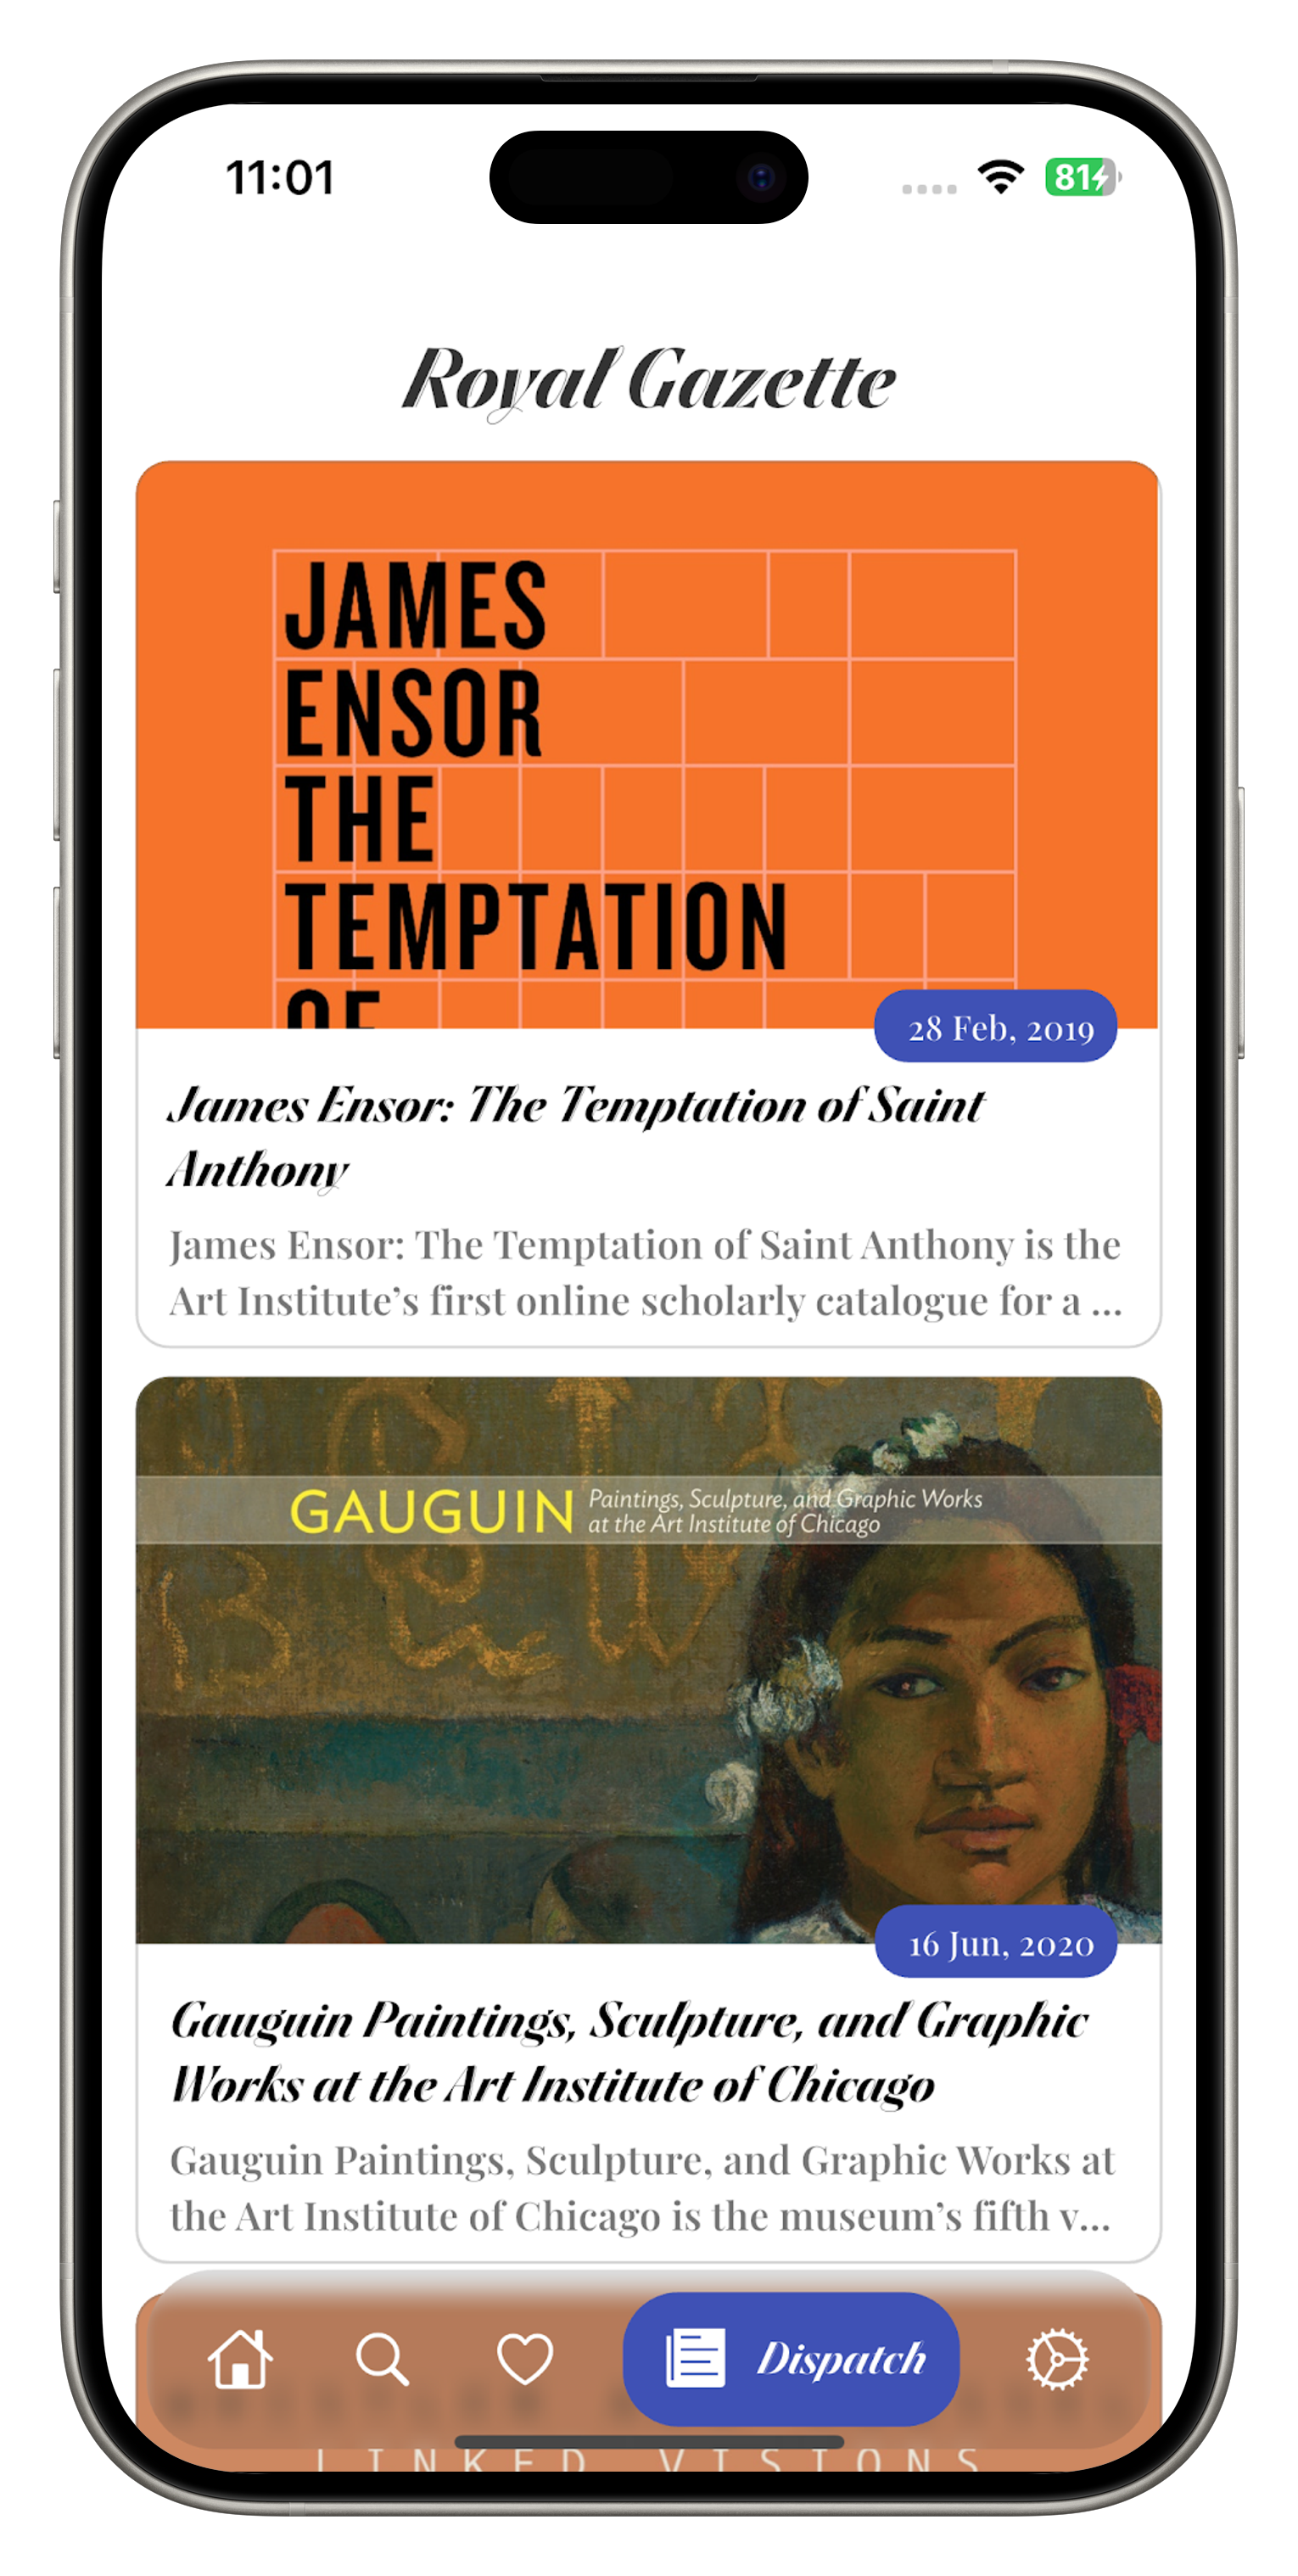 11:01
81
Royal Gazette
JAMES
ENSOR
THE
TEMPTATION
OF
28 Feb, 2019
James Ensor: The Temptation of Saint
Anthony
James Ensor: The Temptation of Saint Anthony is the
Art Institute’s first online scholarly catalogue for a ...
GAUGUIN
Paintings, Sculpture, and Graphic Works
at the Art Institute of Chicago
16 Jun, 2020
Gauguin Paintings, Sculpture, and Graphic
Works at the Art Institute of Chicago
Gauguin Paintings, Sculpture, and Graphic Works at
the Art Institute of Chicago is the museum’s fifth v...
Dispatch
LINKED VISIONS